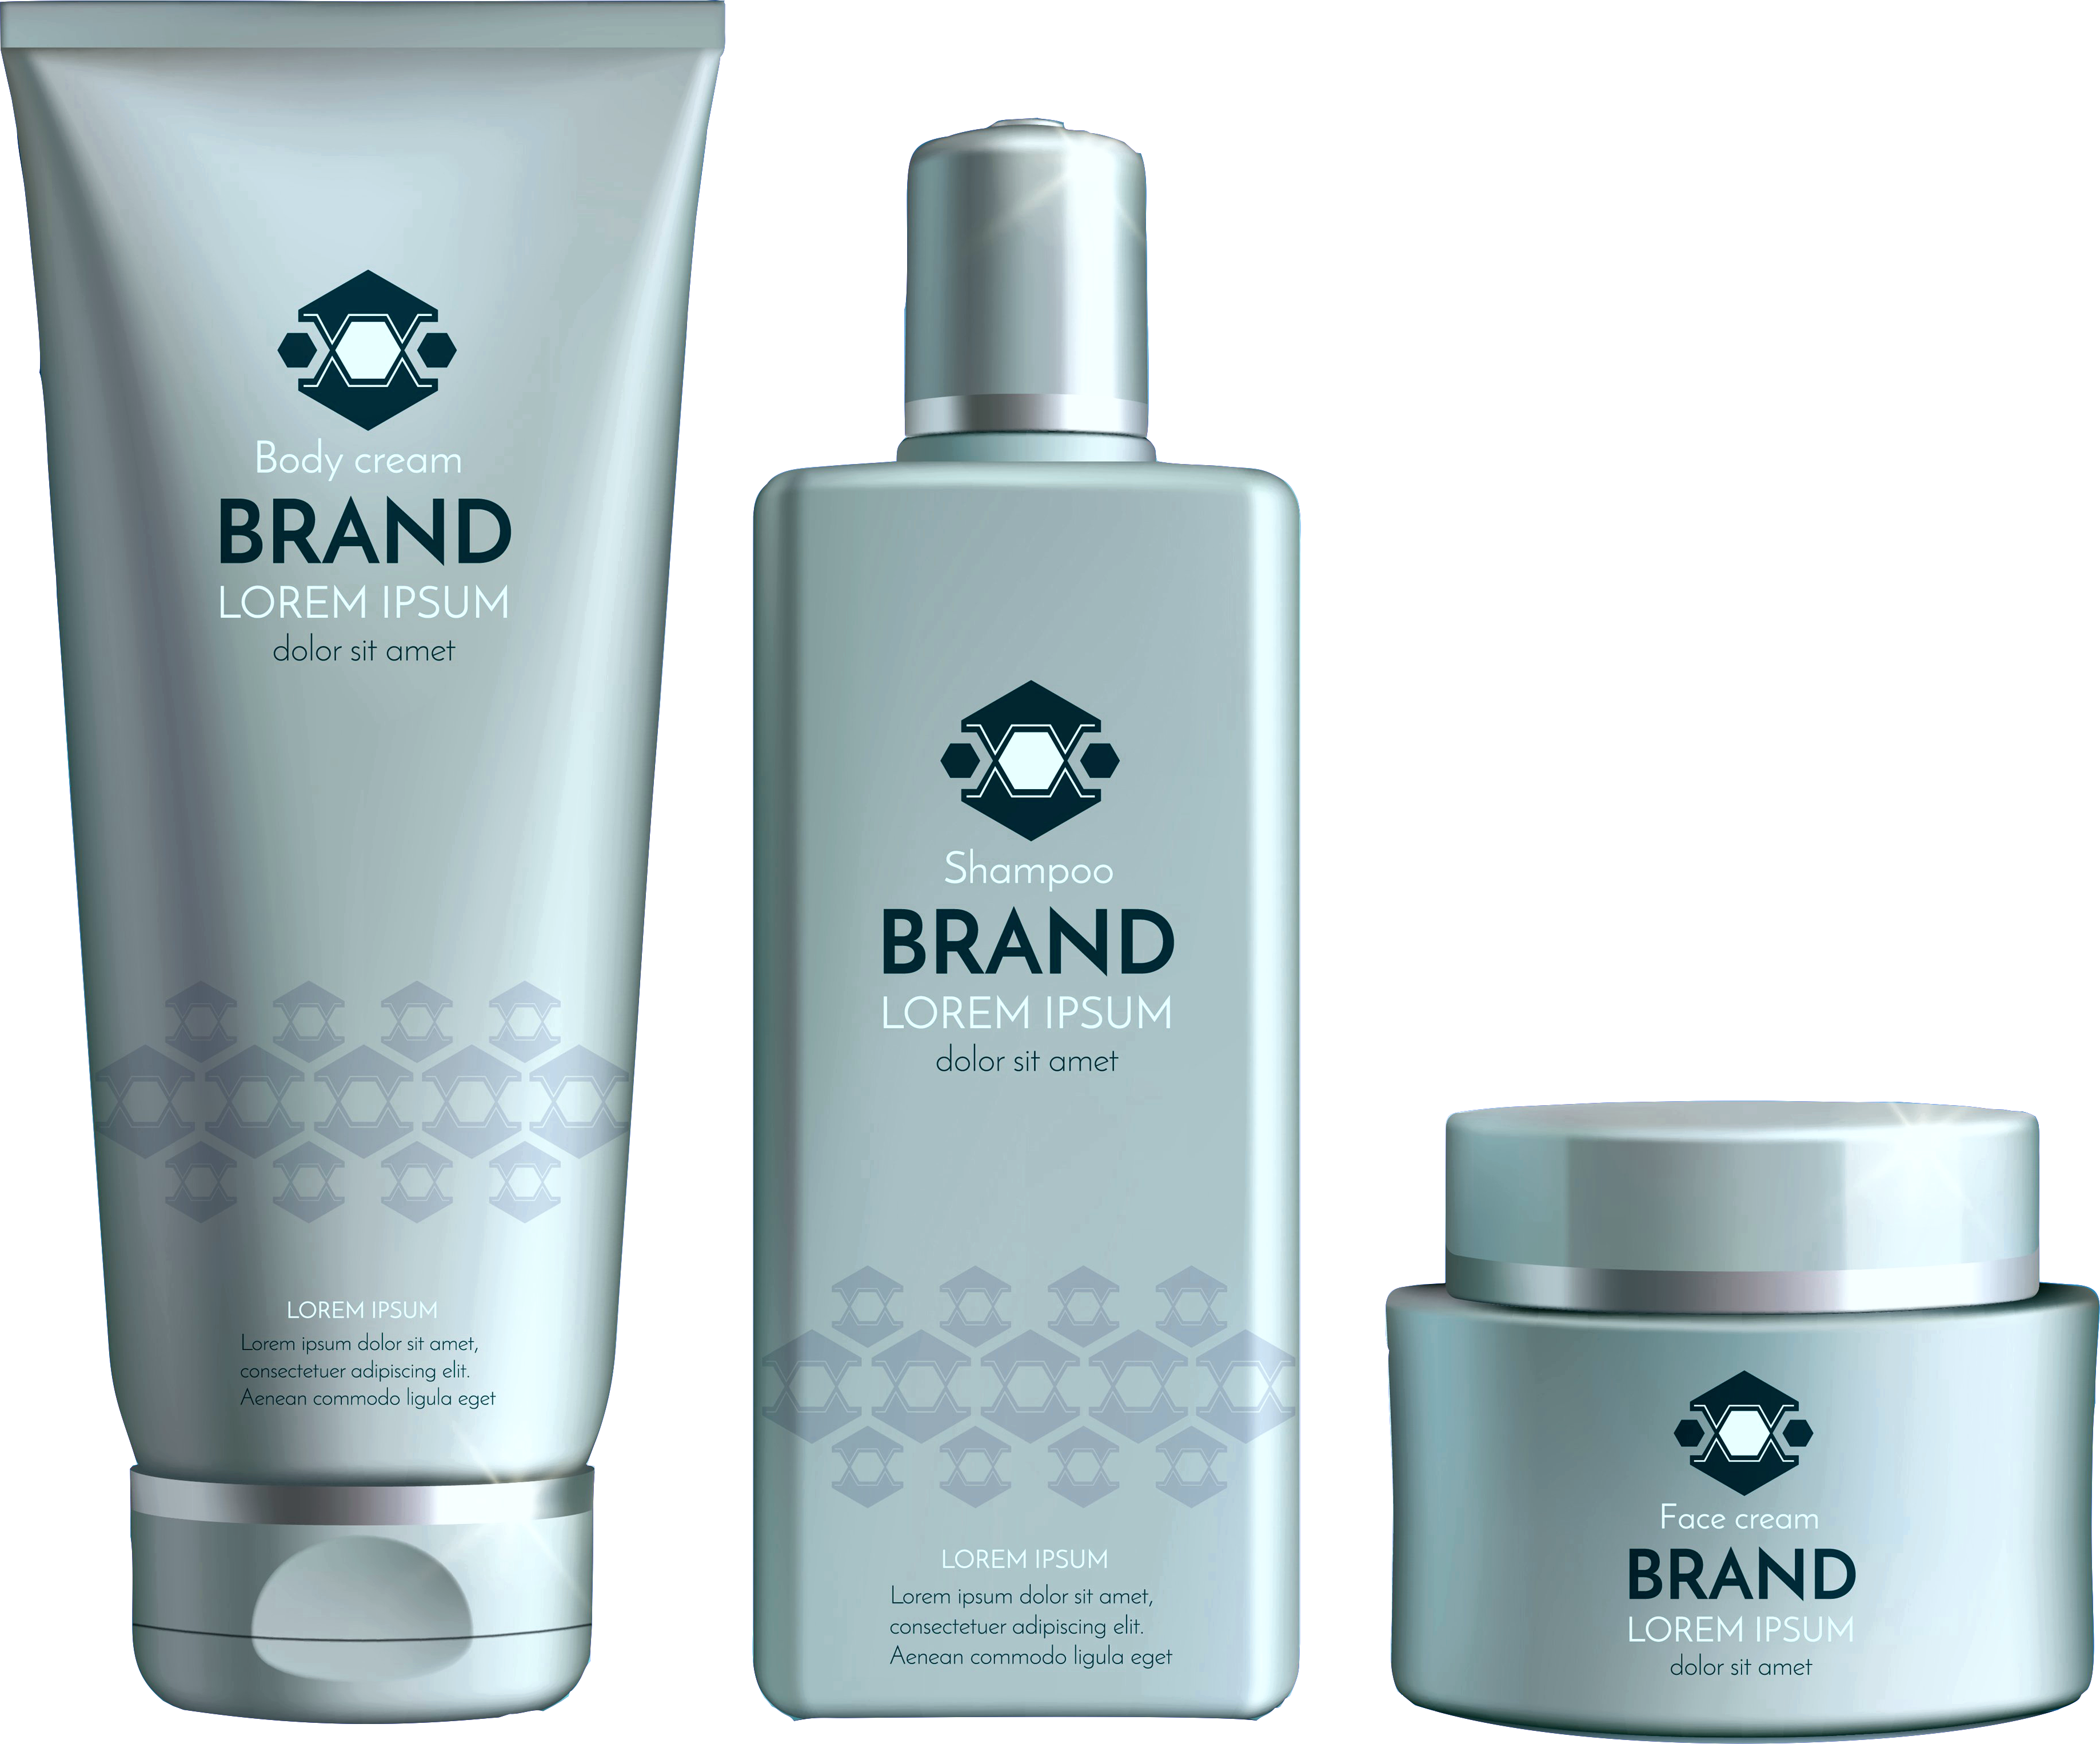 Body cream
BRAND
LOREM IPSUM
dolor sit amet
LOREM IPSUM
Lorem ipsum dolor sit amet,
consectetuer adipiscing elit.
Aenean commodo ligula eget
Shampoo
BRAND
LOREM IPSUM
dolor sit amet
LOREM IPSUM
Lorem ipsum dolor sit amet,
consectetuer adipiscing elit.
Aenean commodo ligula eget
Face cream
BRAND
LOREM IPSUM
dolor sit amet